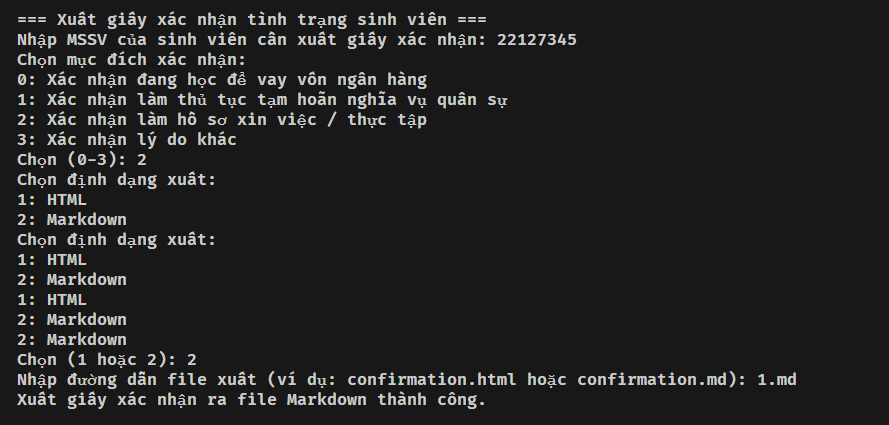 === Xuất giấy xác nhận tình trạng sinh viên ===
Nhập MSSV của sinh viên cần xuất giấy xác nhận: 22127345
Chọn mục đích xác nhận:
0: Xác nhận đang học để vay vốn ngân hàng
1: Xác nhận làm thủ tục tạm hoãn nghĩa vụ quân sự
2: Xác nhận làm hồ sơ xin việc / thực tập
3: Xác nhận lý do khác
Chọn (0-3): 2
Chọn định dạng xuất:
1: HTML
2: Markdown
Chọn định dạng xuất:
1: HTML
2: Markdown
1: HTML
2: Markdown
2: Markdown
Chọn (1 hoặc 2): 2
Nhập đường dẫn file xuất (ví dụ: confirmation.html hoặc confirmation.md): 1.md
Xuất giấy xác nhận ra file Markdown thành công.